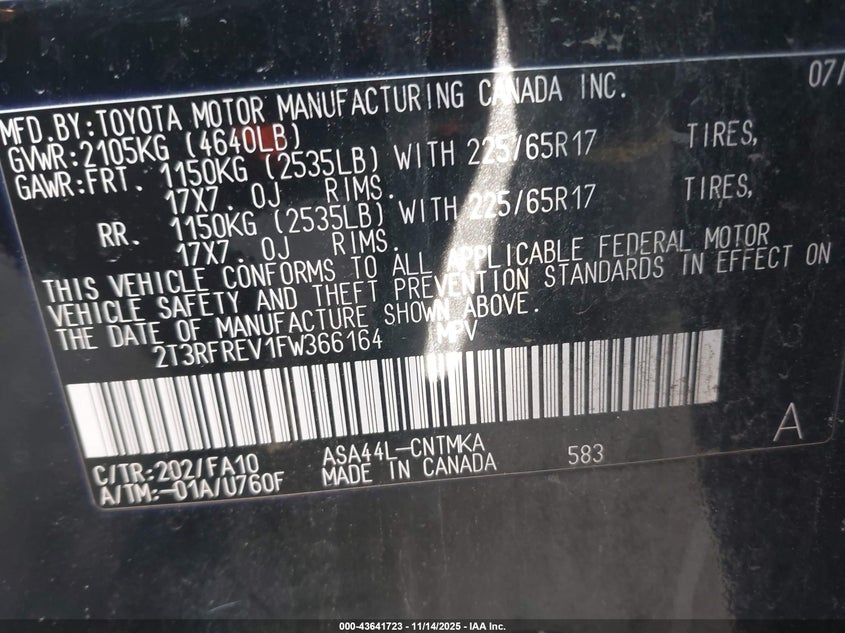 07/
MFD.BY:TOYOTA MOTOR MANUFACTURING CANADA INC.
GVWR:2105KG (4640LB)
GAWR:FRT. 1150KG (2535LB) WITH 225/65R17 TIRES,
17X7. 0J RIMS.
RR. 1150KG (2535LB) WITH 225/65R17 TIRES,
17X7. 0J RIMS.
THIS VEHICLE CONFORMS TO ALL APPLICABLE FEDERAL MOTOR
VEHICLE SAFETY AND THEFT PREVENTION STANDARDS IN EFFECT ON
THE DATE OF MANUFACTURE SHOWN ABOVE.
2T3RFREV1FW366164 MPV
C/TR:202/FA10 ASA44L-CNTMKA 583 A
A/TM:-01A/U760F MADE IN CANADA
000-43641723 - 11/14/2025 - IAA Inc.